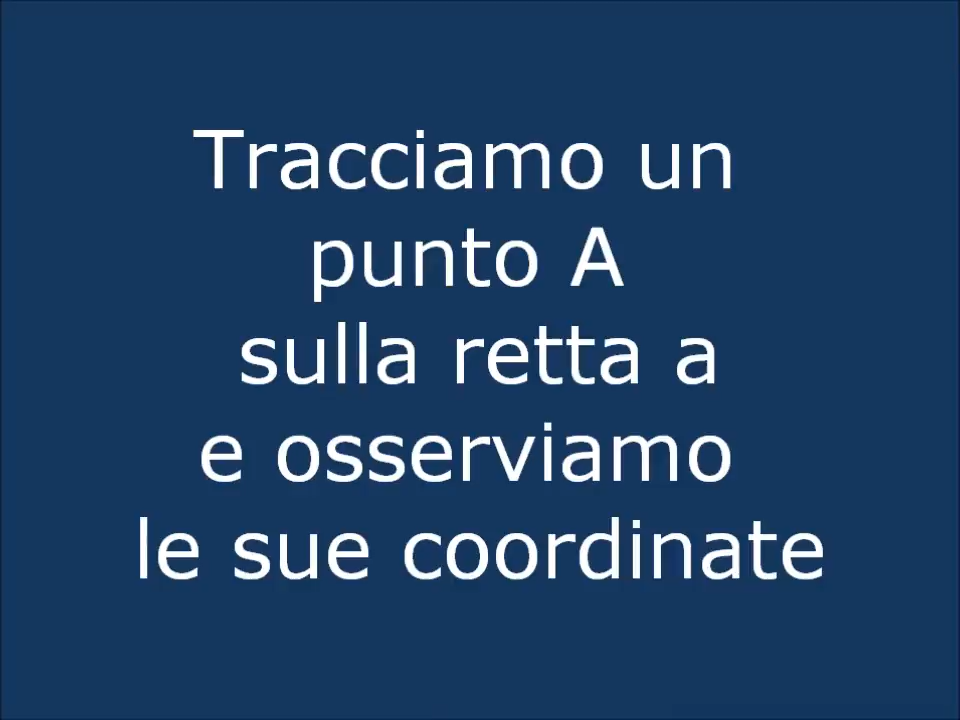 Tracciamo un
punto A
sulla retta a
e osserviamo
le sue coordinate